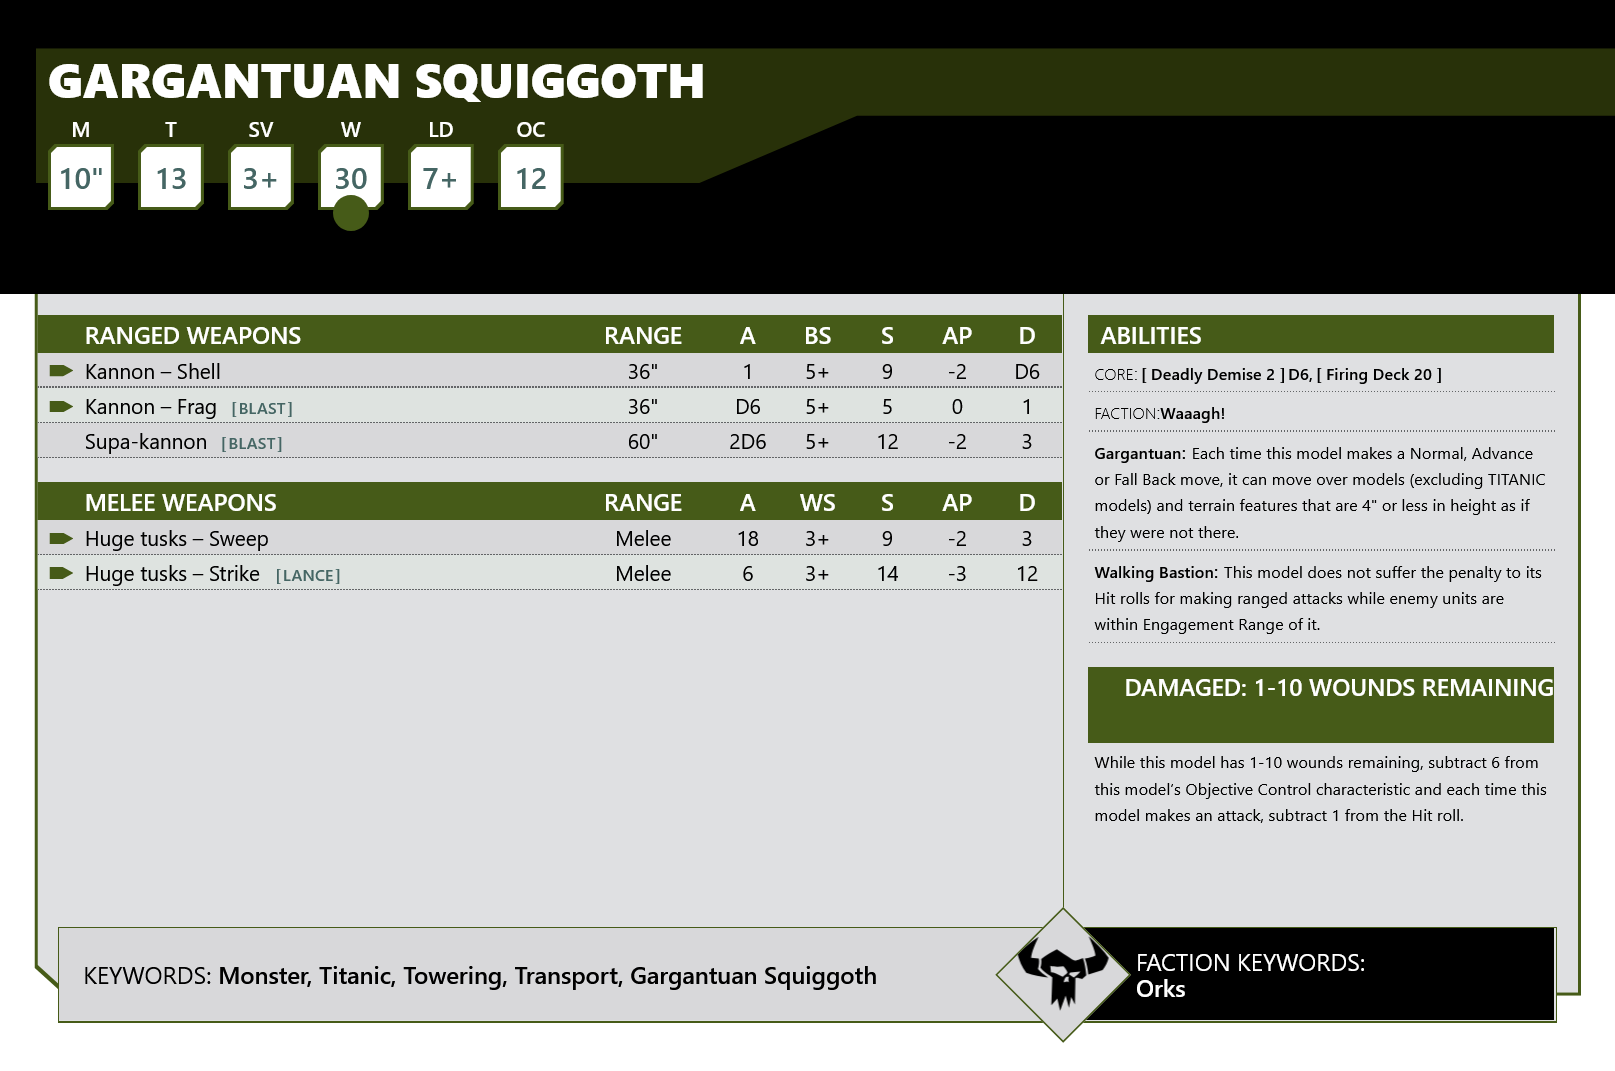 GARGANTUAN SQUIGGOTH
M T SV W LD OC
10" 13 3+ 30 7+ 12
RANGED WEAPONS RANGE A BS S AP D
Kannon – Shell 36" 1 5+ 9 -2 D6
Kannon – Frag [BLAST] 36" D6 5+ 5 0 1
Supa-kannon [BLAST] 60" 2D6 5+ 12 -2 3
MELEE WEAPONS RANGE A WS S AP D
Huge tusks – Sweep Melee 18 3+ 9 -2 3
Huge tusks – Strike [LANCE] Melee 6 3+ 14 -3 12
ABILITIES
CORE: [ Deadly Demise 2 ] D6, [ Firing Deck 20 ]
FACTION:Waaagh!
Gargantuan: Each time this model makes a Normal, Advance
or Fall Back move, it can move over models (excluding TITANIC
models) and terrain features that are 4" or less in height as if
they were not there.
Walking Bastion: This model does not suffer the penalty to its
Hit rolls for making ranged attacks while enemy units are
within Engagement Range of it.
DAMAGED: 1-10 WOUNDS REMAINING
While this model has 1-10 wounds remaining, subtract 6 from
this model’s Objective Control characteristic and each time this
model makes an attack, subtract 1 from the Hit roll.
KEYWORDS: Monster, Titanic, Towering, Transport, Gargantuan Squiggoth
FACTION KEYWORDS:
Orks